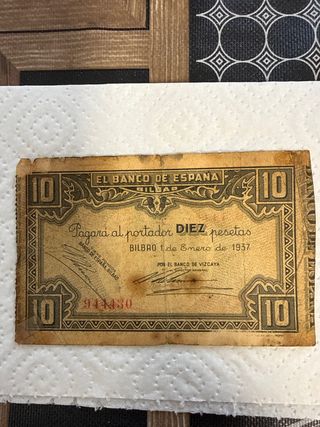 EL BANCO DE ESPAÑA
BILBAO
10 10
Pagará al portador DIEZ pesetas
BILBAO 1 de Enero de 1937
POR EL BANCO DE VIZCAYA
944430
10 10